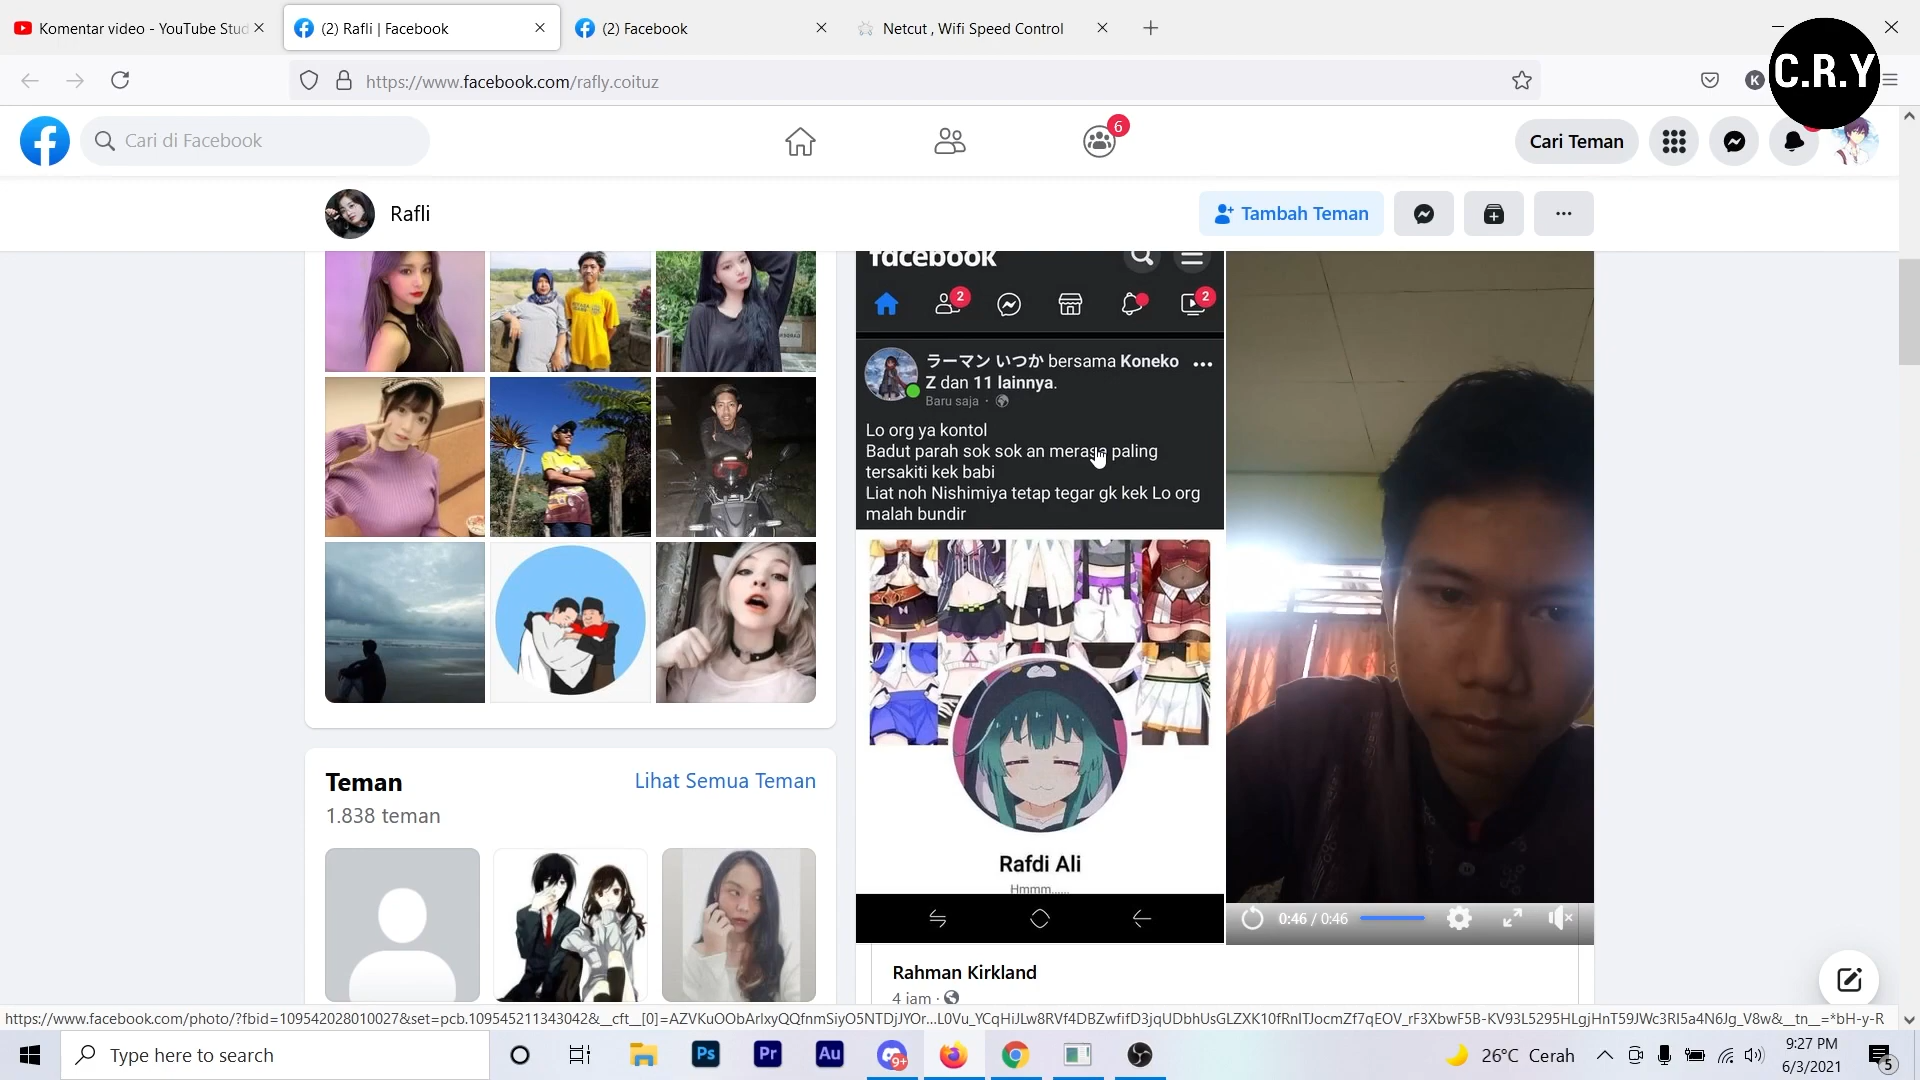 Komentar video - YouTube Stud
(2) Rafli | Facebook
(2) Facebook
Netcut , Wifi Speed Control
C.R.Y
https://www.facebook.com/rafly.coituz
K
Cari di Facebook
6
Cari Teman
Rafli
Tambah Teman
facebook
2
2
ラーマン いつか bersama Koneko
Z dan 11 lainnya.
Baru saja ·
Lo org ya kontol
Badut parah sok sok an merasa paling
tersakiti kek babi
Liat noh Nishimiya tetap tegar gk kek Lo org
malah bundir
Rafdi Ali
Hmmm......
0:46 / 0:46
Teman
Lihat Semua Teman
1.838 teman
Rahman Kirkland
4 jam ·
Type here to search
Ps
Pr
Au
9+
26°C Cerah
9:27 PM
6/3/2021
5